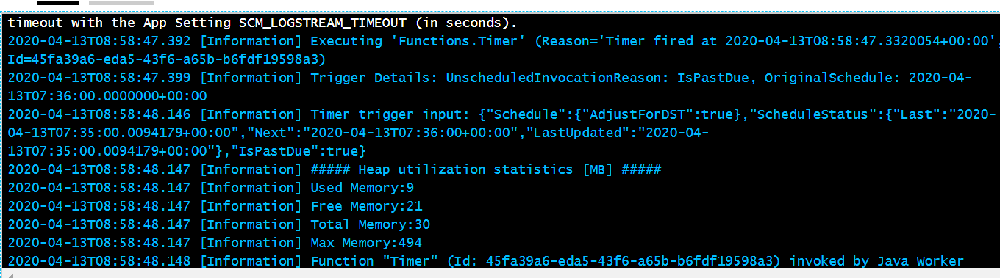 timeout with the App Setting SCM_LOGSTREAM_TIMEOUT (in seconds).
2020-04-13T08:58:47.392 [Information] Executing 'Functions.Timer' (Reason='Timer fired at 2020-04-13T08:58:47.3320054+00:00',
Id=45fa39a6-eda5-43f6-a65b-b6fdf19598a3)
2020-04-13T08:58:47.399 [Information] Trigger Details: UnscheduledInvocationReason: IsPastDue, OriginalSchedule: 2020-04-
13T07:36:00.0000000+00:00
2020-04-13T08:58:48.146 [Information] Timer trigger input: {"Schedule":{"AdjustForDST":true},"ScheduleStatus":{"Last":"2020-
04-13T07:35:00.0094179+00:00","Next":"2020-04-13T07:36:00+00:00","LastUpdated":"2020-04-
13T07:35:00.0094179+00:00"},"IsPastDue":true}
2020-04-13T08:58:48.147 [Information] ##### Heap utilization statistics [MB] #####
2020-04-13T08:58:48.147 [Information] Used Memory:9
2020-04-13T08:58:48.147 [Information] Free Memory:21
2020-04-13T08:58:48.147 [Information] Total Memory:30
2020-04-13T08:58:48.147 [Information] Max Memory:494
2020-04-13T08:58:48.148 [Information] Function "Timer" (Id: 45fa39a6-eda5-43f6-a65b-b6fdf19598a3) invoked by Java Worker